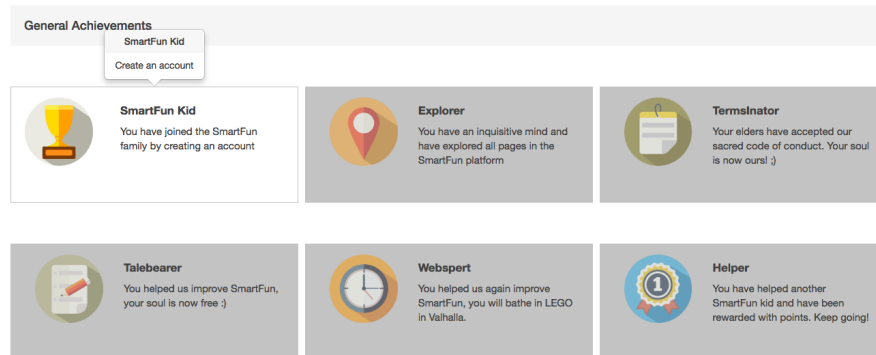 General Achievements
SmartFun Kid
Create an account
SmartFun Kid
You have joined the SmartFun
family by creating an account
Explorer
You have an inquisitive mind and
have explored all pages in the
SmartFun platform
TermsInator
Your elders have accepted our
sacred code of conduct. Your soul
is now ours! ;)
Talebearer
You helped us improve SmartFun,
your soul is now free :)
Webspert
You helped us again improve
SmartFun, you will bathe in LEGO
in Valhalla.
1
Helper
You have helped another
SmartFun kid and have been
rewarded with points. Keep going!